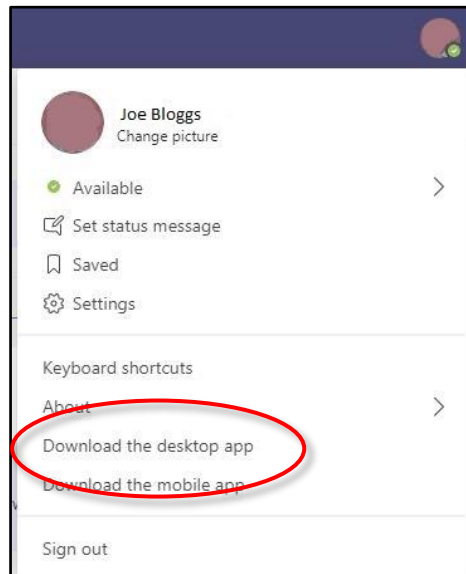 Joe Bloggs
Change picture
Available
Set status message
Saved
Settings
Keyboard shortcuts
About
Download the desktop app
Download the mobile app
Sign out